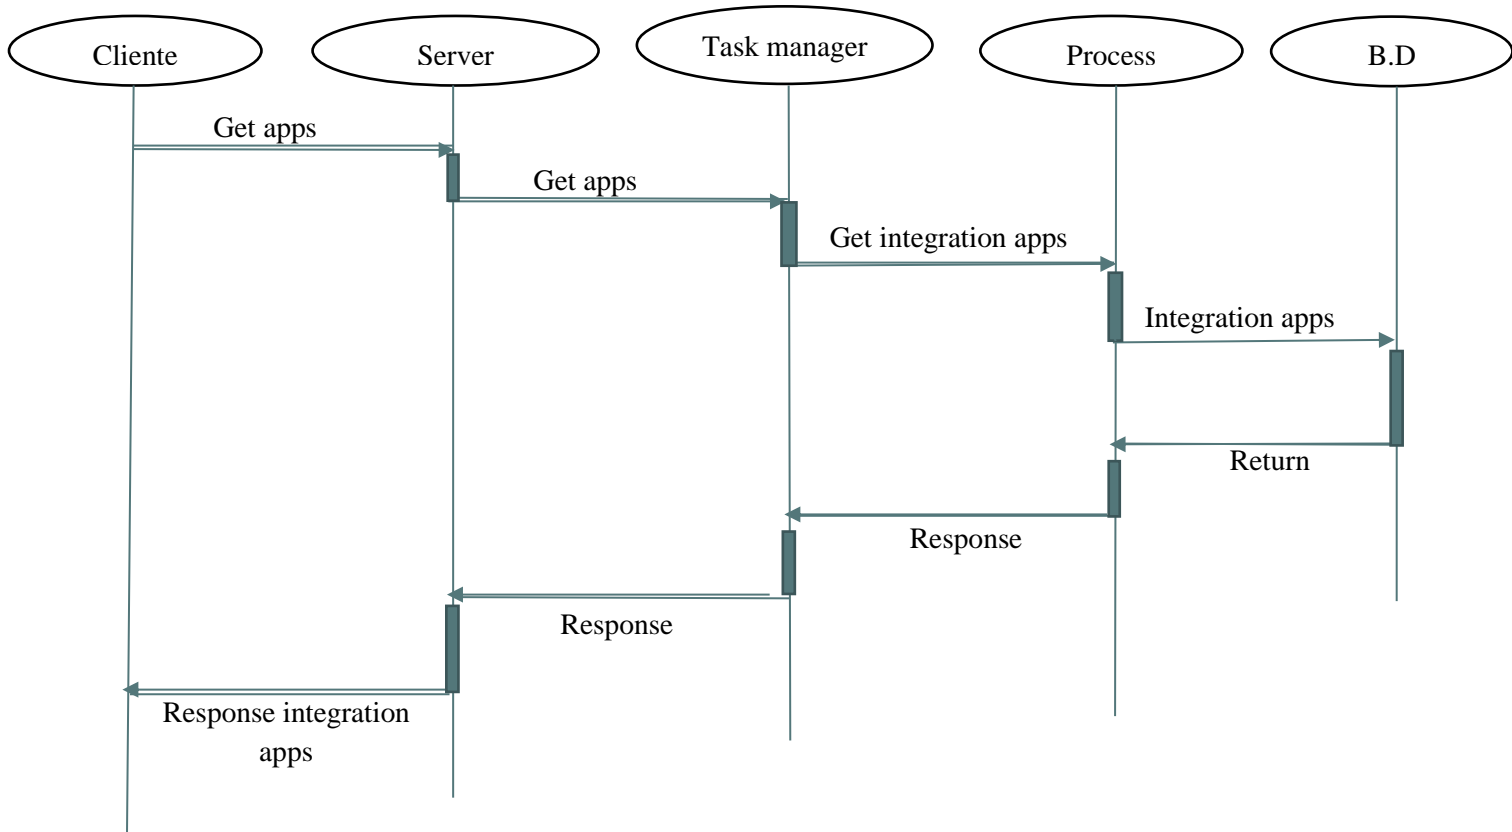 Cliente
Server
Task manager
Process
B.D
Get apps
Get apps
Get integration apps
Integration apps
Return
Response
Response
Response integration
apps